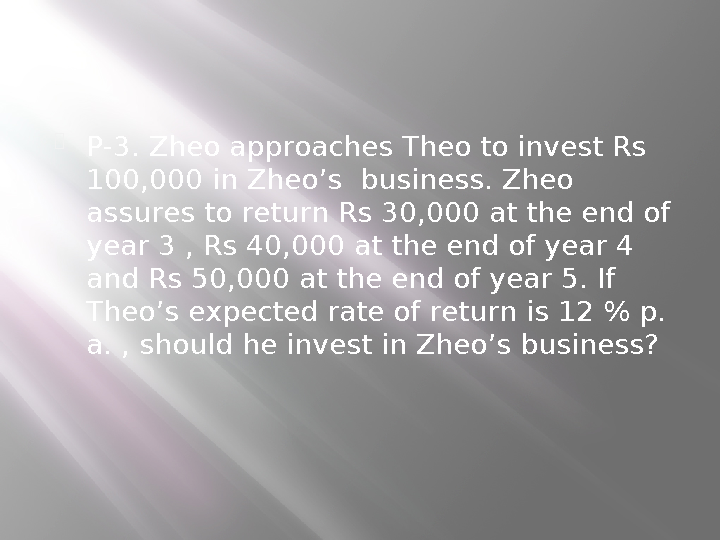 P-3. Zheo approaches Theo to invest Rs
100,000 in Zheo’s  business. Zheo
assures to return Rs 30,000 at the end of
year 3 , Rs 40,000 at the end of year 4
and Rs 50,000 at the end of year 5. If
Theo’s expected rate of return is 12 % p.
a. , should he invest in Zheo’s business?